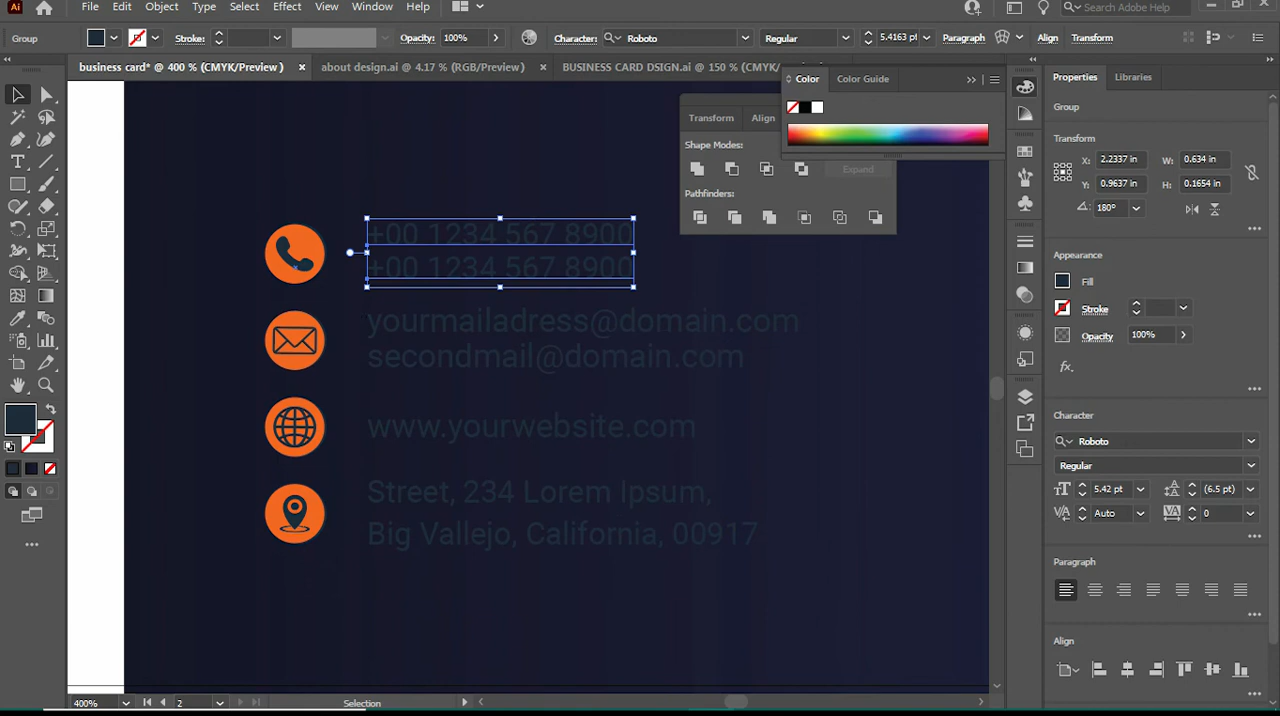 Ai File Edit Object Type Select Effect View Window Help Search Adobe Help
Group Stroke: Opacity: 100% Character: Roboto Regular 5.4163 pt Paragraph Align Transform
business card* @ 400 % (CMYK/Preview) × about design.ai @ 4.17 % (RGB/Preview) × BUSINESS CARD DSIGN.ai @ 150 % (CMYK/
Color Color Guide
Transform Align
Shape Modes:
Expand
Pathfinders:
+00 1234 567 8900
+00 1234 567 8900
yourmailadress@domain.com
secondmail@domain.com
www.yourwebsite.com
Street, 234 Lorem Ipsum,
Big Vallejo, California, 00917
Properties Libraries
Group
Transform
X: 2.2337 in W: 0.634 in
Y: 0.9637 in H: 0.1654 in
180°
Appearance
Fill
Stroke
Opacity 100%
fx.
Character
Roboto
Regular
5.42 pt (6.5 pt)
Auto 0
Paragraph
Align
400% 2 Selection